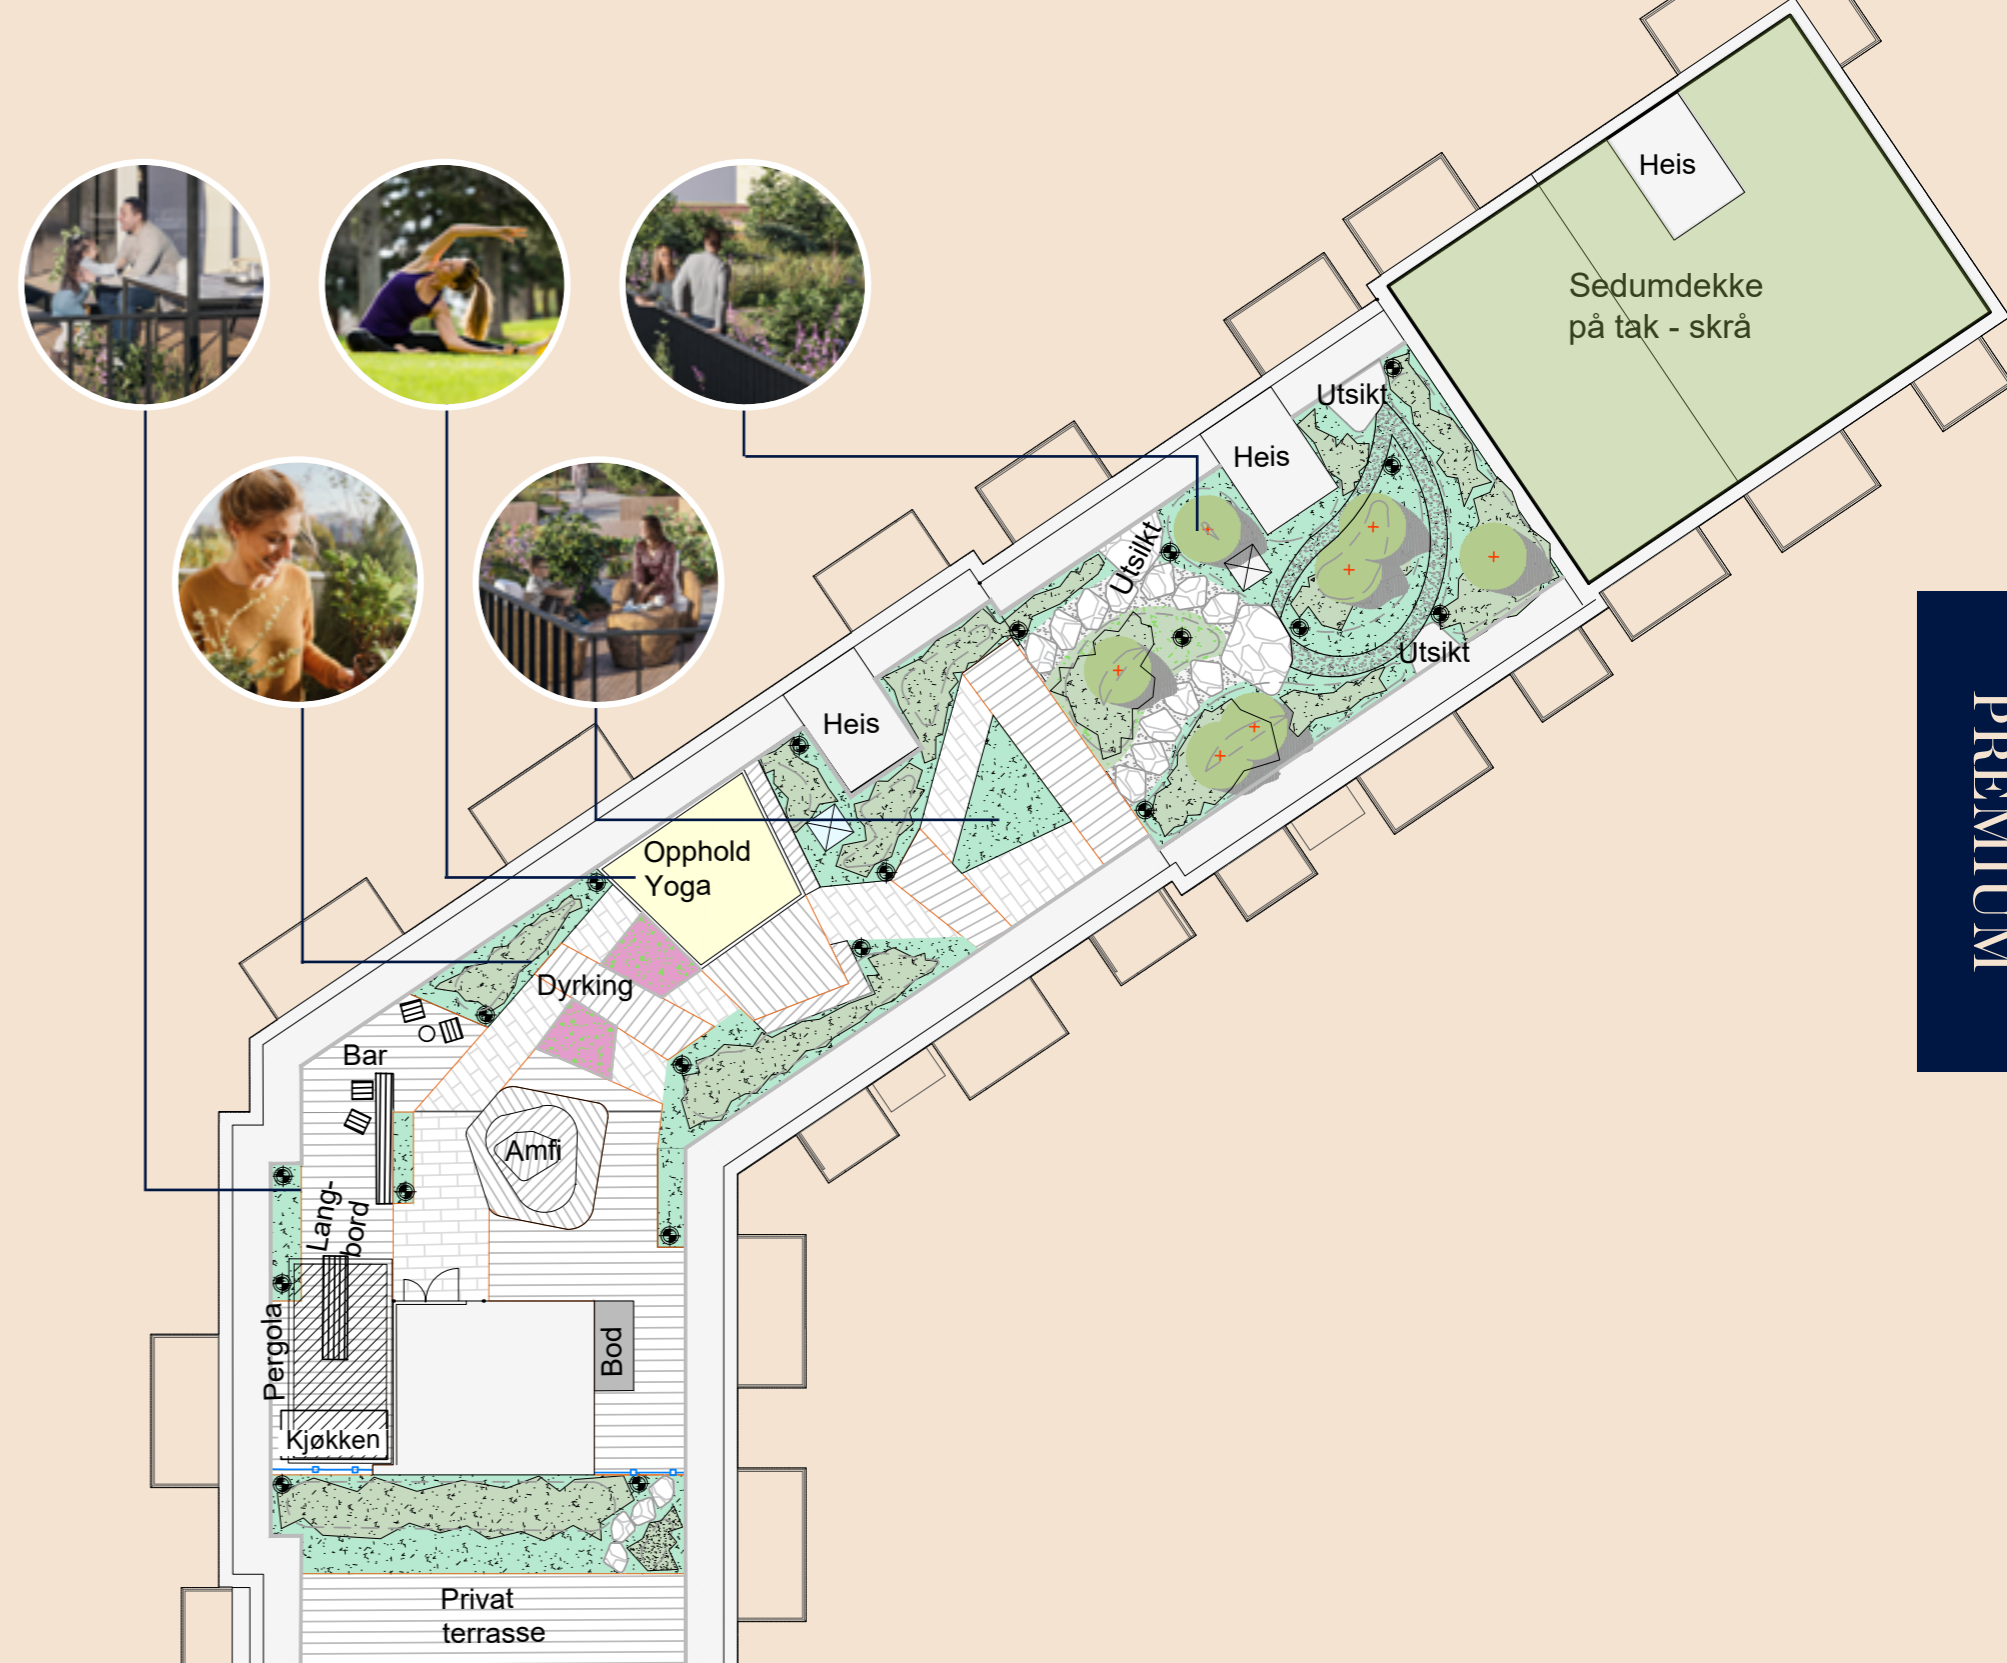 Heis
Sedumdekke
på tak - skrå
Utsikt
Heis
Utsilkt
Utsikt
PREMIUM
Heis
Opphold
Yoga
Dyrking
Bar
Amfi
Lang-
bord
Pergola
Bod
Kjøkken
Privat
terrasse